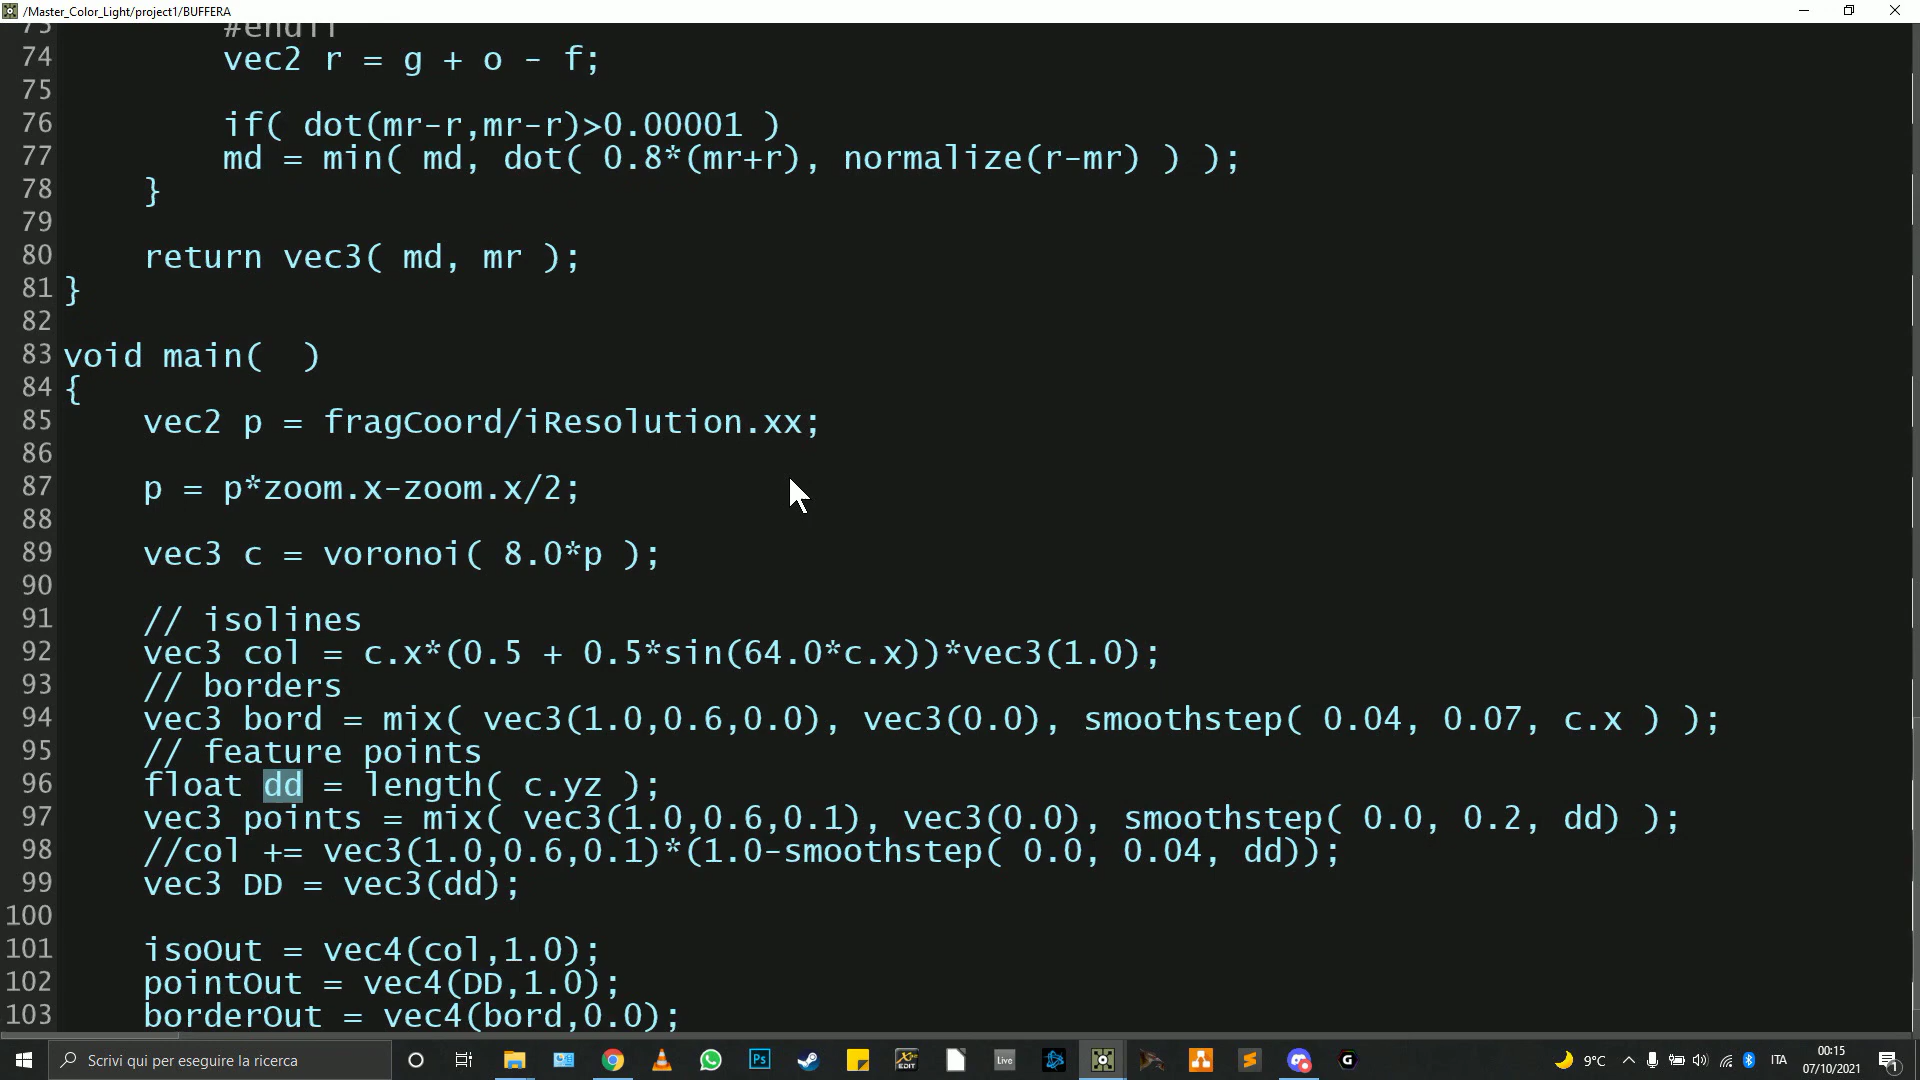 /Master_Color_Light/project1/BUFFERA
73 #endif
74 vec2 r = g + o - f;
75
76 if( dot(mr-r,mr-r)>0.00001 )
77 md = min( md, dot( 0.8*(mr+r), normalize(r-mr) ) );
78 }
79
80 return vec3( md, mr );
81 }
82
83 void main(  )
84 {
85 vec2 p = fragCoord/iResolution.xx;
86
87 p = p*zoom.x-zoom.x/2;
88
89 vec3 c = voronoi( 8.0*p );
90
91 // isolines
92 vec3 col = c.x*(0.5 + 0.5*sin(64.0*c.x))*vec3(1.0);
93 // borders
94 vec3 bord = mix( vec3(1.0,0.6,0.0), vec3(0.0), smoothstep( 0.04, 0.07, c.x ) );
95 // feature points
96 float dd = length( c.yz );
97 vec3 points = mix( vec3(1.0,0.6,0.1), vec3(0.0), smoothstep( 0.0, 0.2, dd) );
98 //col += vec3(1.0,0.6,0.1)*(1.0-smoothstep( 0.0, 0.04, dd));
99 vec3 DD = vec3(dd);
100
101 isoOut = vec4(col,1.0);
102 pointOut = vec4(DD,1.0);
103 borderOut = vec4(bord,0.0);
Scrivi qui per eseguire la ricerca
Ps
EDIT
Live
G
9°C
ITA
00:15
07/10/2021
1